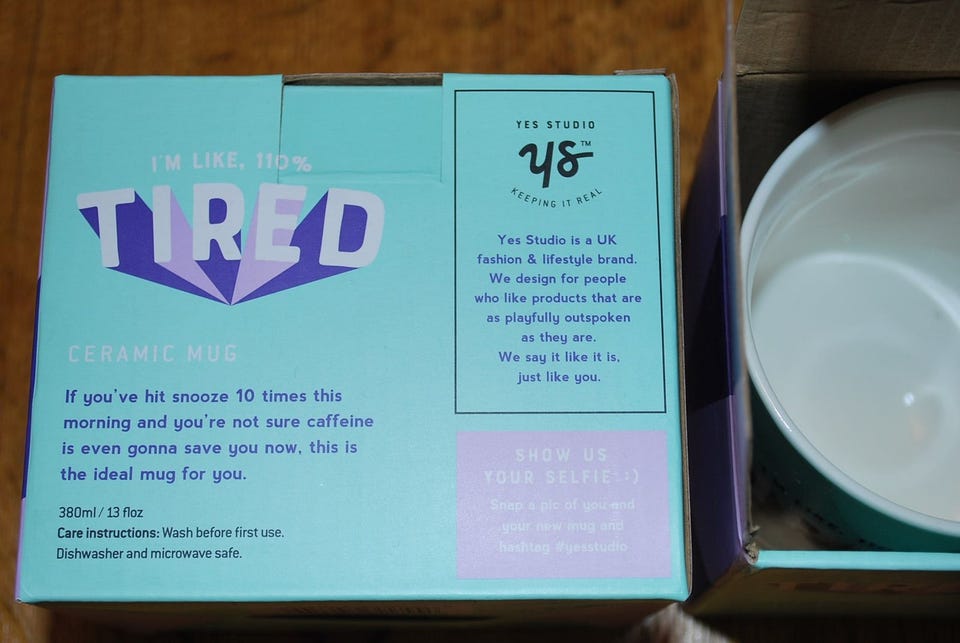 I'M LIKE, 110%
TIRED
CERAMIC MUG
If you've hit snooze 10 times this
morning and you're not sure caffeine
is even gonna save you now, this is
the ideal mug for you.
380ml / 13 floz
Care instructions: Wash before first use.
Dishwasher and microwave safe.
YES STUDIO
ys™
KEEPING IT REAL
Yes Studio is a UK
fashion & lifestyle brand.
We design for people
who like products that are
as playfully outspoken
as they are.
We say it like it is,
just like you.
SHOW US
YOUR SELFIE :)
Snap a pic of you and
your new mug and
hashtag #yesstudio